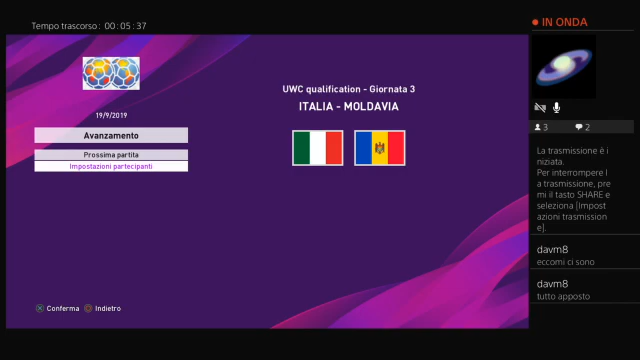 Tempo trascorso: 00:05:37
IN ONDA
UWC qualification - Giornata 3
ITALIA - MOLDAVIA
19/9/2019
Avanzamento
Prossima partita
Impostazioni partecipanti
3
2
La trasmissione è i
niziata.
Per interrompere l
a trasmissione, pre
mi il tasto SHARE e
seleziona [Impost
azioni trasmission
e].
davm8
eccomi ci sono
davm8
tutto apposto
Conferma
Indietro